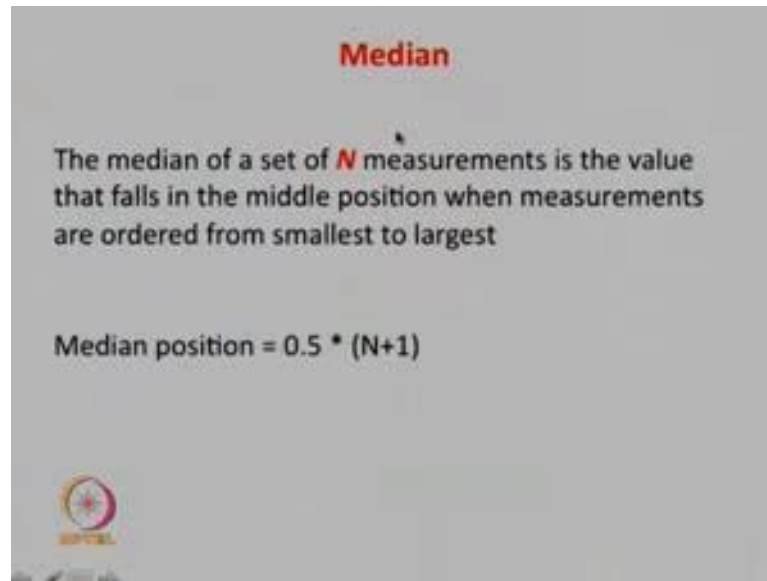 Median
The median of a set of N measurements is the value
that falls in the middle position when measurements
are ordered from smallest to largest
Median position = 0.5 * (N+1)